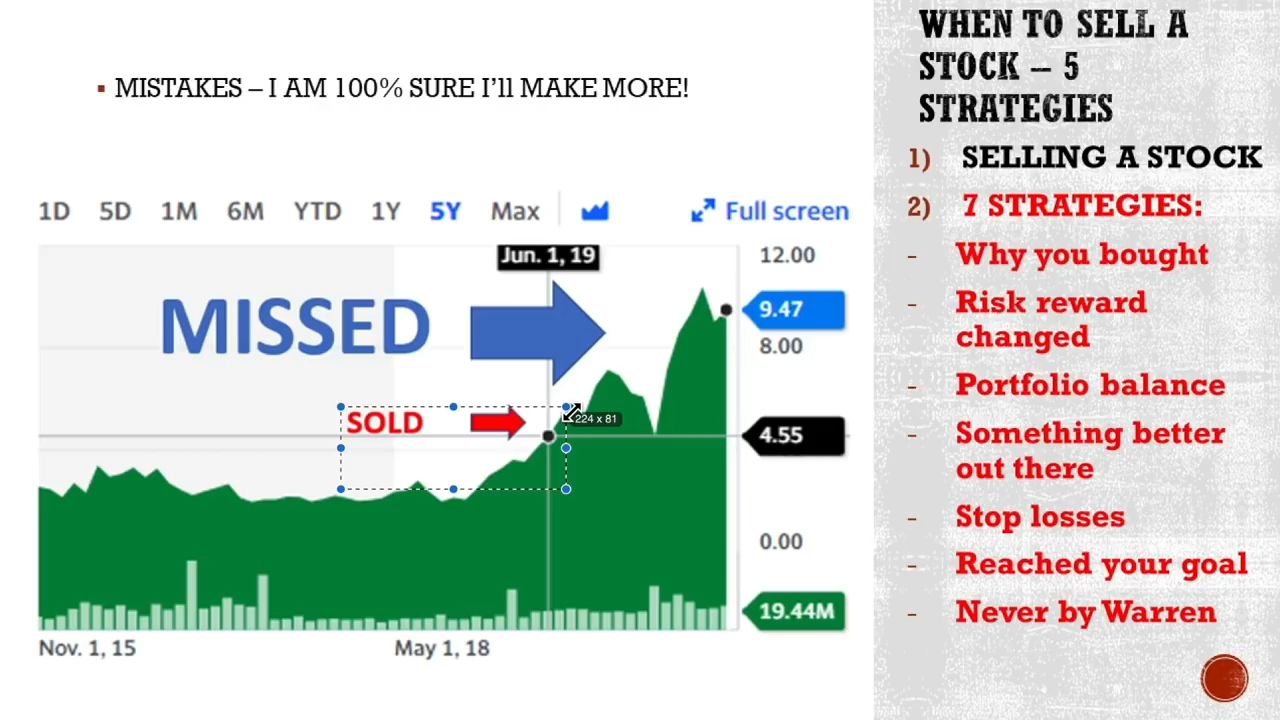 MISTAKES – I AM 100% SURE I'll MAKE MORE!
1D 5D 1M 6M YTD 1Y 5Y Max Full screen
Jun. 1, 19
12.00
MISSED
9.47
8.00
SOLD
224 x 81
4.55
0.00
19.44M
Nov. 1, 15
May 1, 18
WHEN TO SELL A
STOCK – 5
STRATEGIES
1) SELLING A STOCK
2) 7 STRATEGIES:
- Why you bought
- Risk reward
changed
- Portfolio balance
- Something better
out there
- Stop losses
- Reached your goal
- Never by Warren